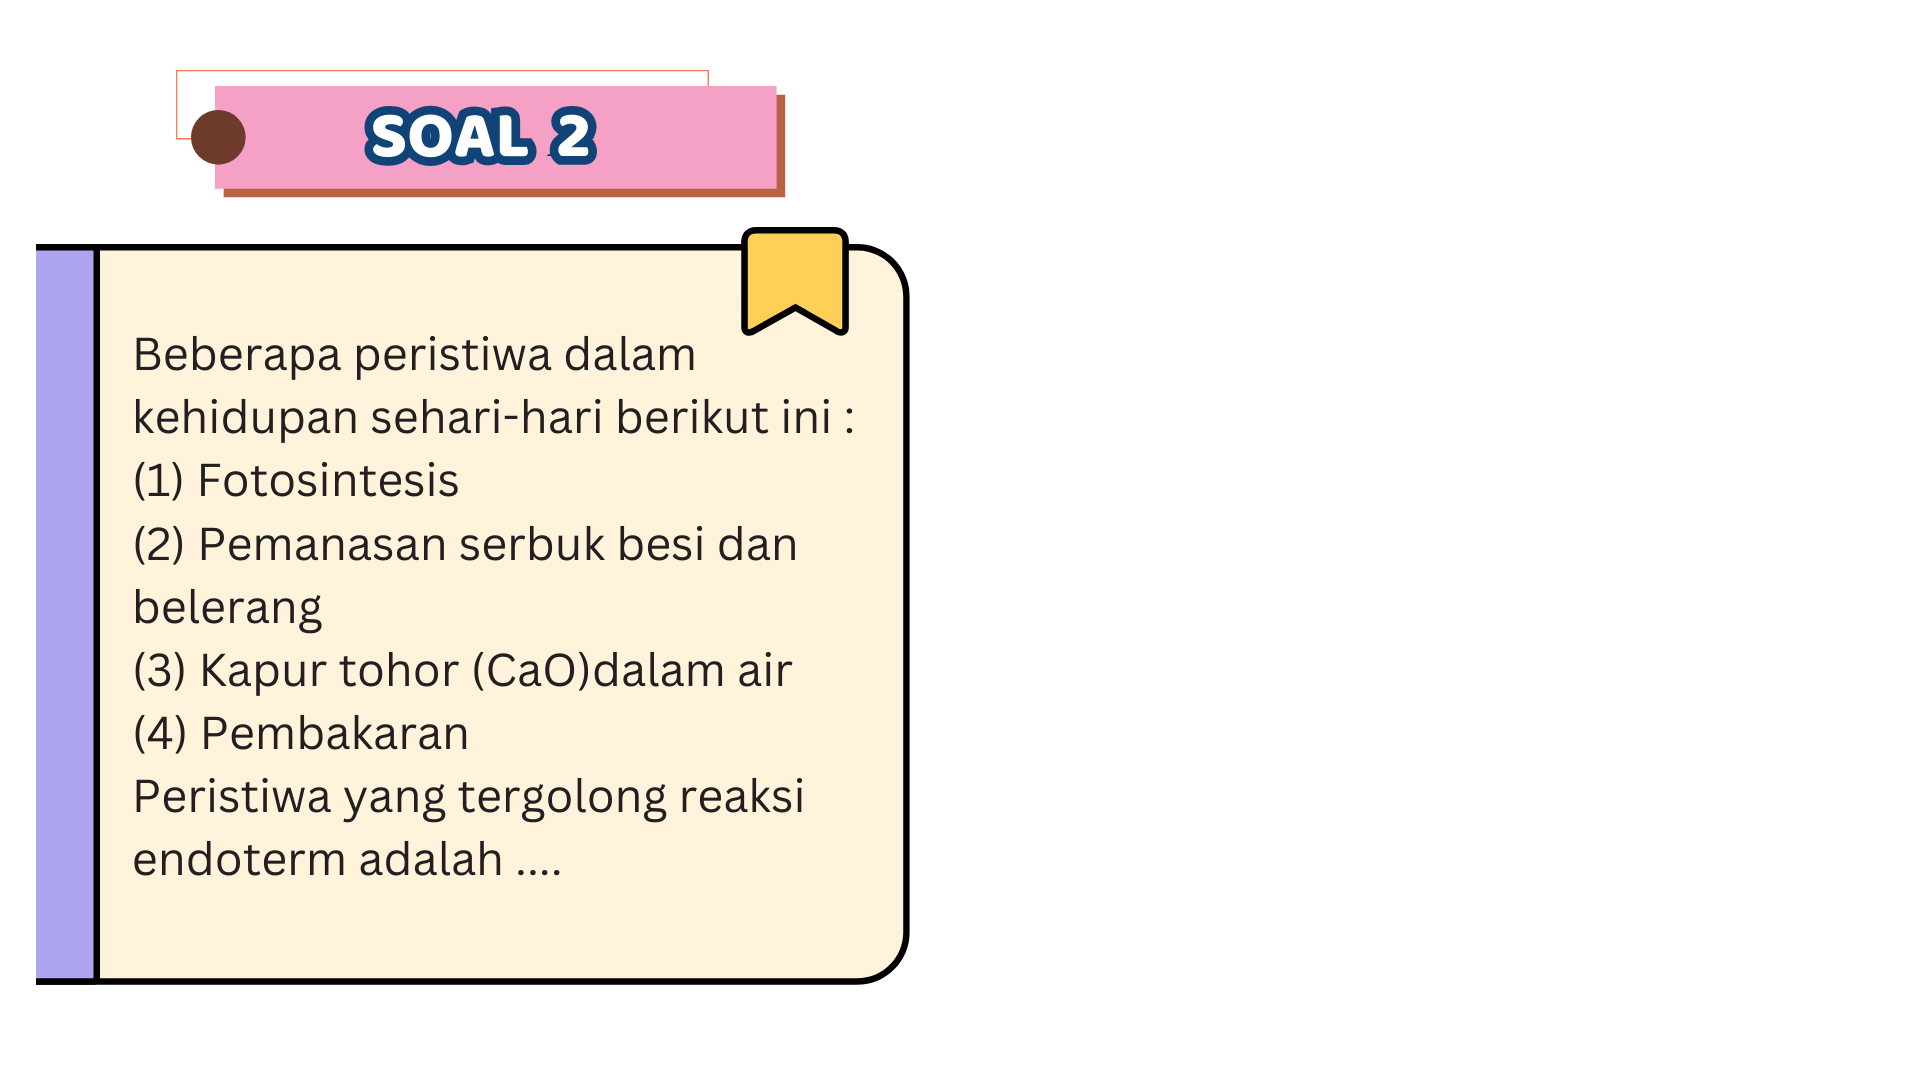 SOAL 2
Beberapa peristiwa dalam
kehidupan sehari-hari berikut ini :
(1) Fotosintesis
(2) Pemanasan serbuk besi dan
belerang
(3) Kapur tohor (CaO)dalam air
(4) Pembakaran
Peristiwa yang tergolong reaksi
endoterm adalah ....